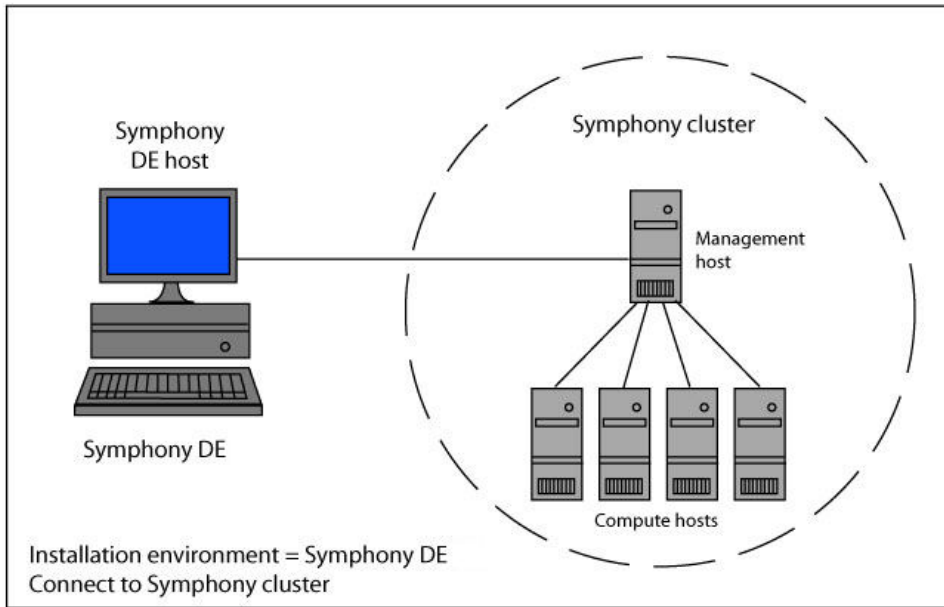 Symphony
DE host
Symphony cluster
Management
host
Symphony DE
Compute hosts
Installation environment = Symphony DE
Connect to Symphony cluster